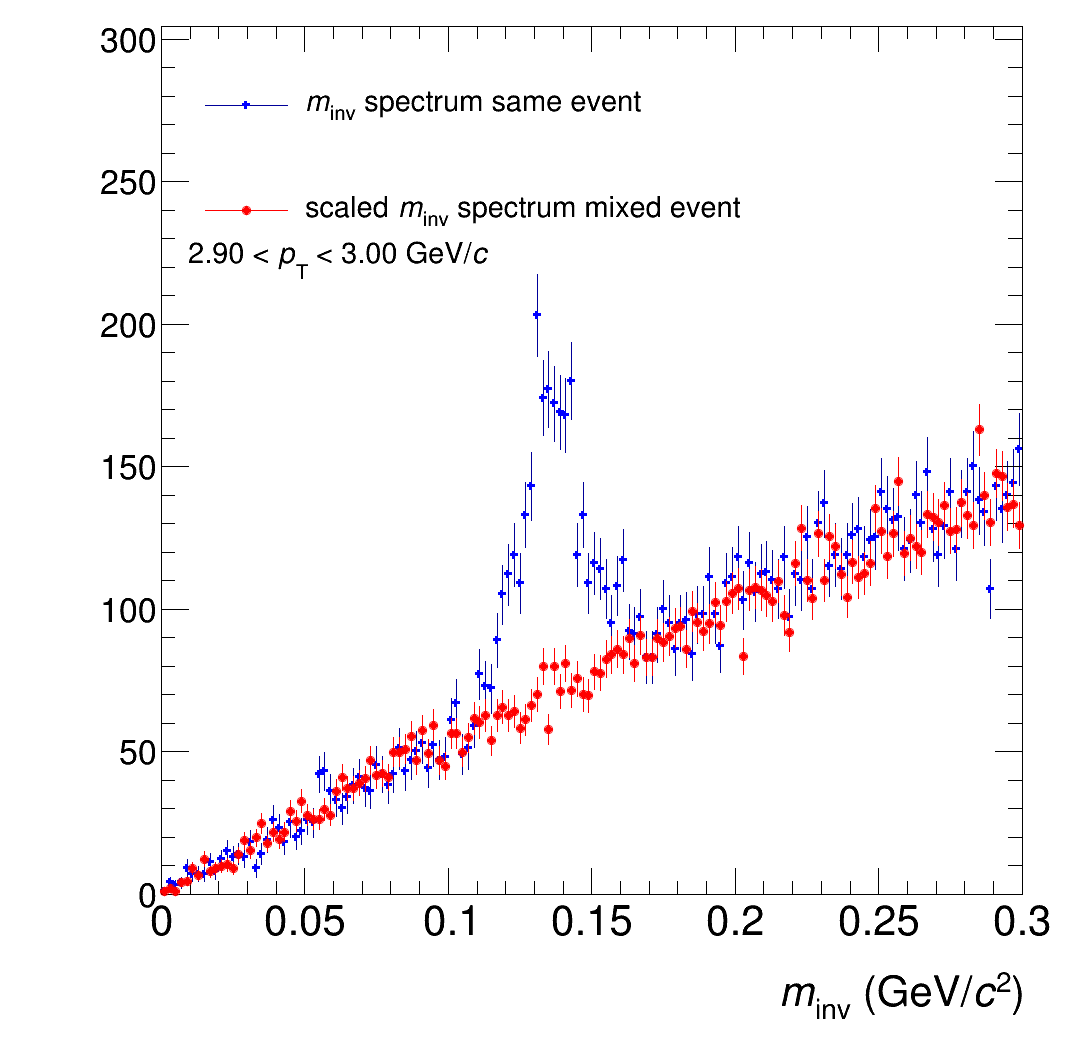 300
m_inv spectrum same event
250
scaled m_inv spectrum mixed event
2.90 < p_T < 3.00 GeV/c
200
150
100
50
0
0 0.05 0.1 0.15 0.2 0.25 0.3
m_inv (GeV/c²)